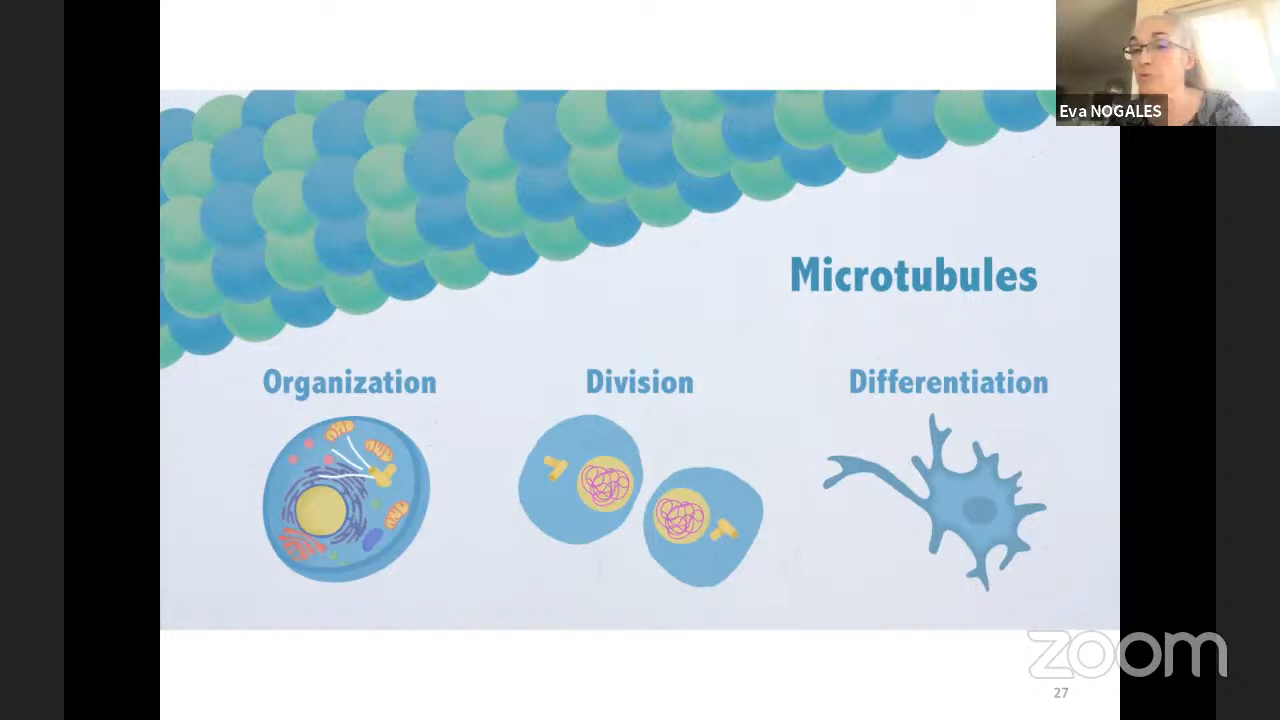 Eva NOGALES
Microtubules
Organization
Division
Differentiation
zoom
27